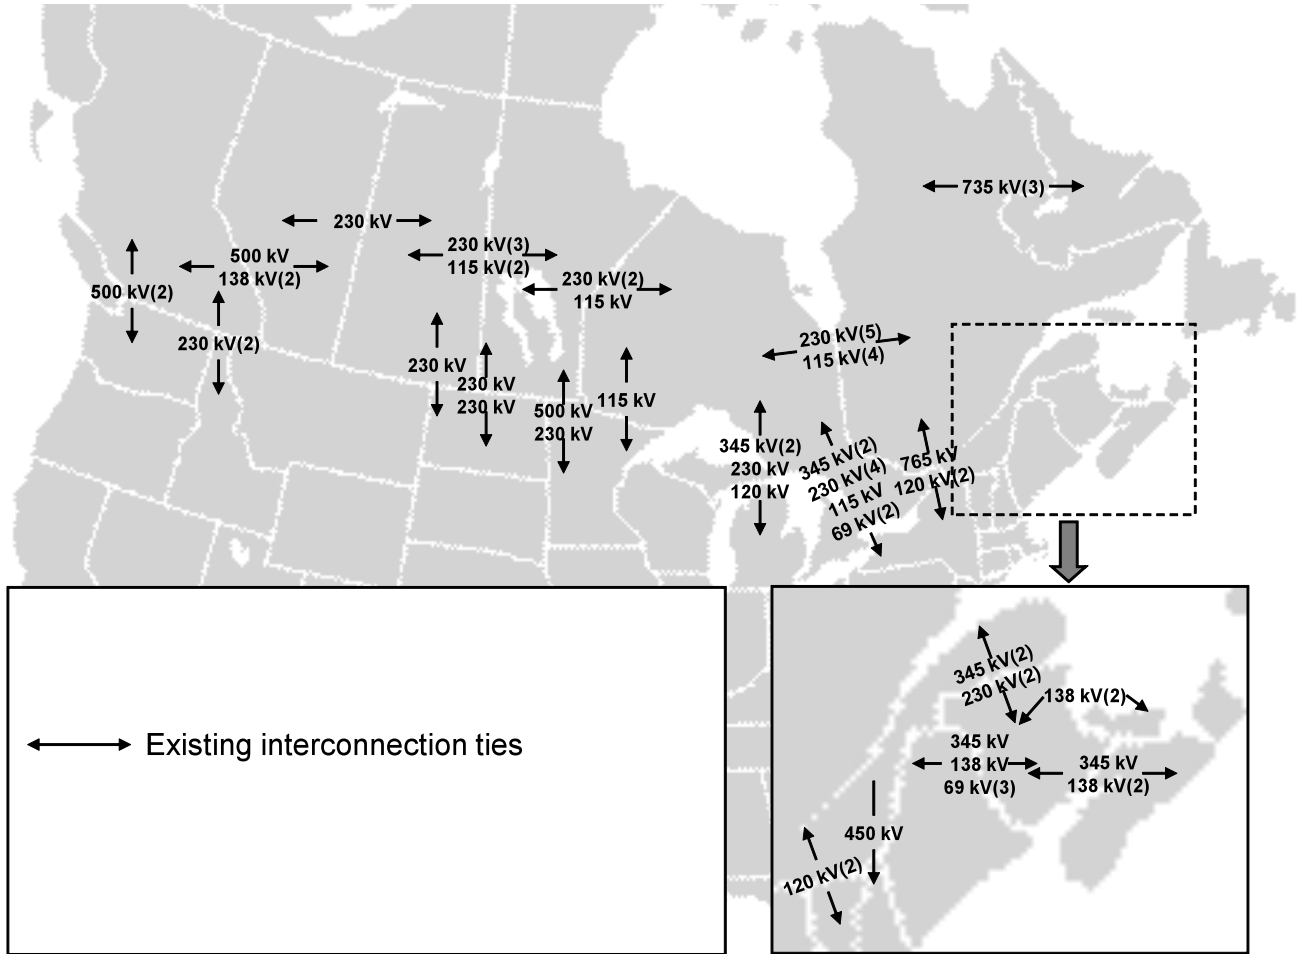 735 kV(3)
230 kV
230 kV(3)
115 kV(2)
500 kV
138 kV(2)
230 kV(2)
115 kV
500 kV(2)
230 kV(2)
230 kV(5)
115 kV(4)
230 kV
230 kV
230 kV
500 kV
230 kV
115 kV
345 kV(2)
230 kV
120 kV
345 kV(2)
230 kV(4)
115 kV
69 kV(2)
765 kV
120 kV(2)
345 kV(2)
230 kV(2)
138 kV(2)
345 kV
138 kV
69 kV(3)
345 kV
138 kV(2)
450 kV
120 kV(2)
Existing interconnection ties